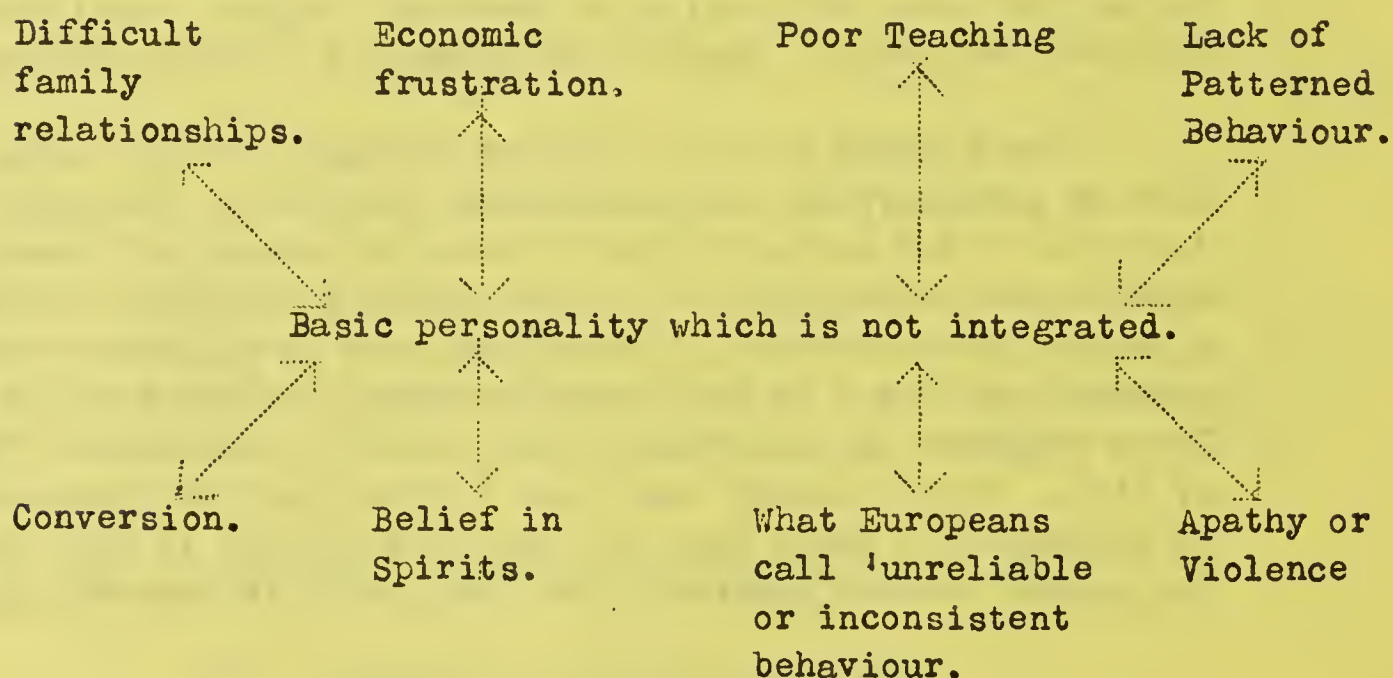 Difficult
family
relationships.
Economic
frustration.
Poor Teaching
Lack of
Patterned
Behaviour.
Basic personality which is not integrated.
Conversion.
Belief in
Spirits.
What Europeans
call 'unreliable
or inconsistent
behaviour.
Apathy or
Violence